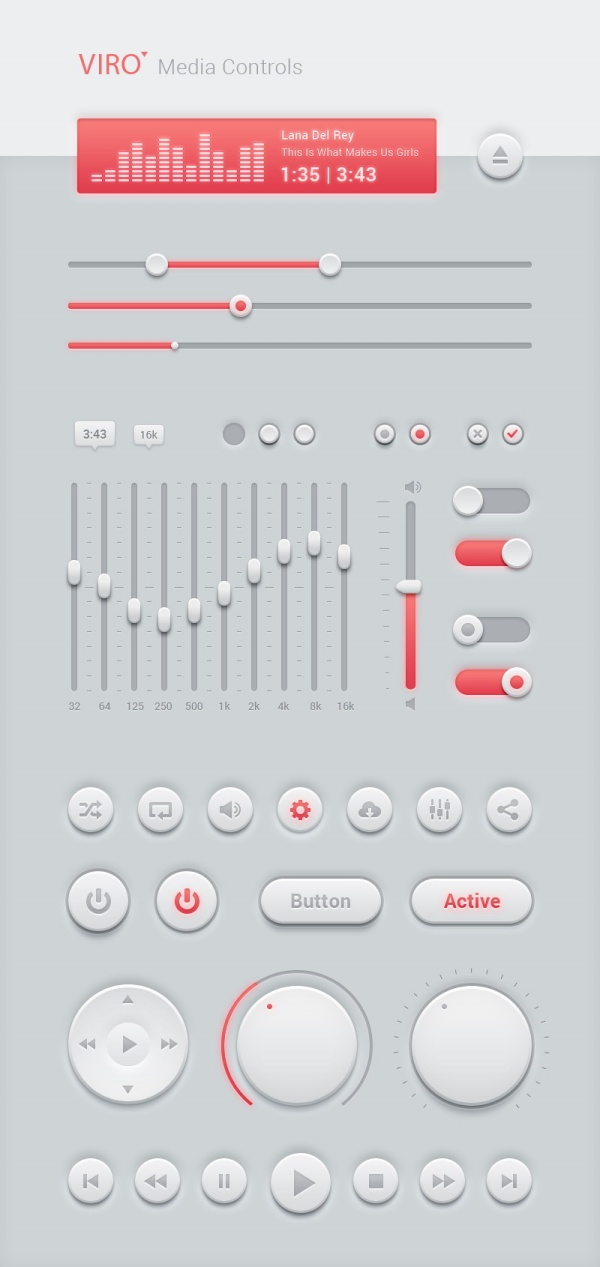 VIRO Media Controls
Lana Del Rey
This Is What Makes Us Girls
1:35 | 3:43
3:43 16k
32 64 125 250 500 1k 2k 4k 8k 16k
Button Active